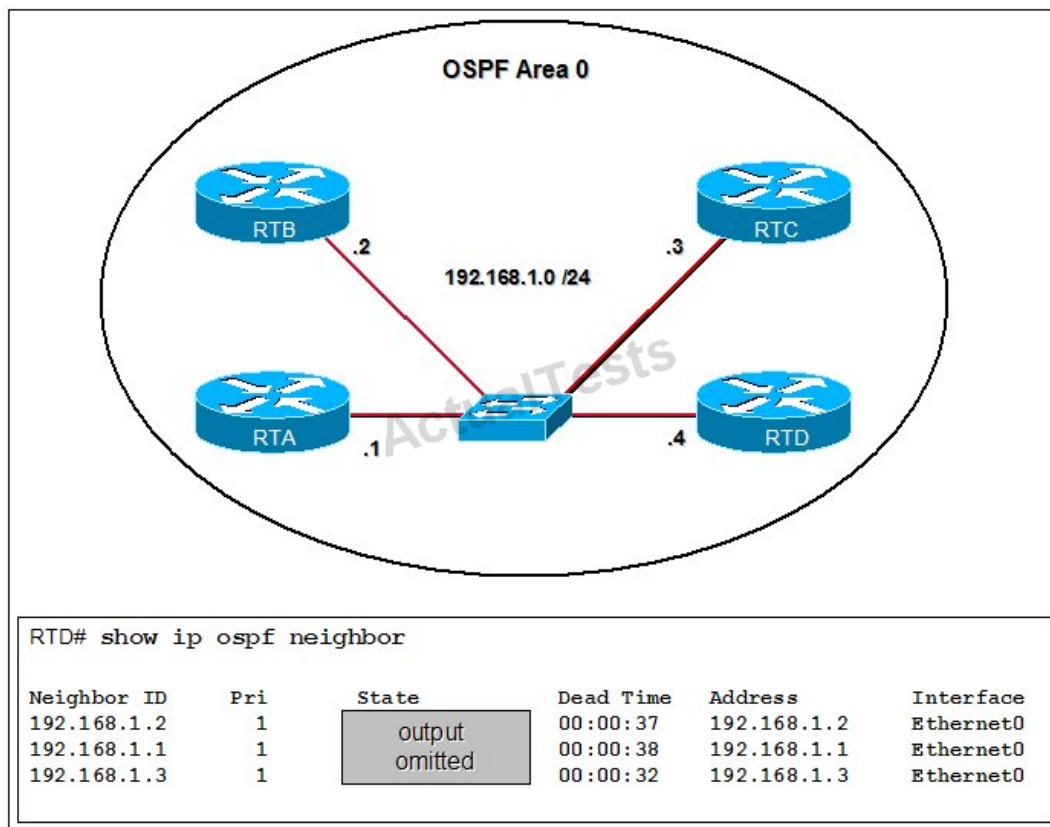 OSPF Area 0
RTB
RTC
.2
.3
192.168.1.0 /24
ActualTests
RTA
RTD
.1
.4
RTD# show ip ospf neighbor
Neighbor ID Pri State Dead Time Address Interface
192.168.1.2 1 output 00:00:37 192.168.1.2 Ethernet0
192.168.1.1 1 omitted 00:00:38 192.168.1.1 Ethernet0
192.168.1.3 1 00:00:32 192.168.1.3 Ethernet0